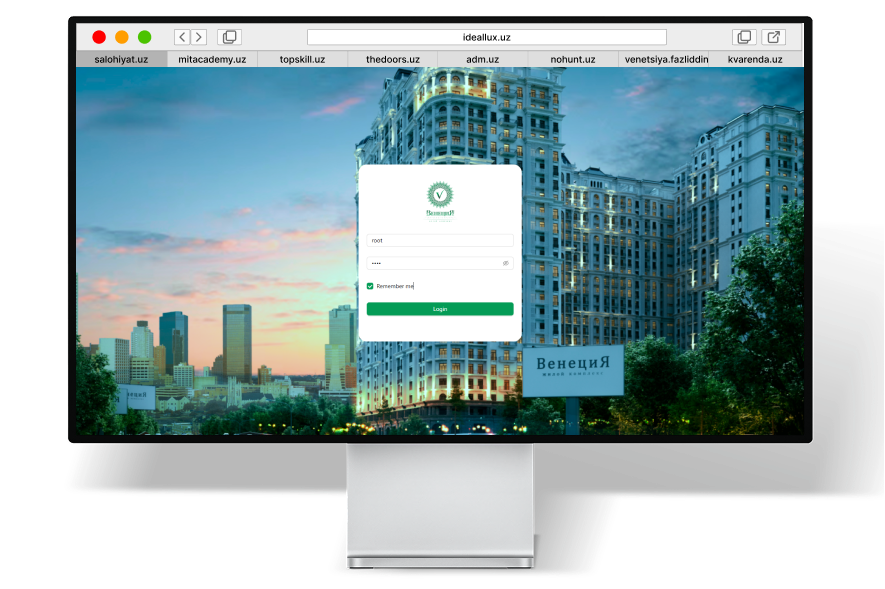 ideallux.uz
salohiyat.uz
mitacademy.uz
topskill.uz
thedoors.uz
adm.uz
nohunt.uz
venetsiya.fazliddin
kvarenda.uz
V
ВенециЯ
root
••••
Remember me
Login
ВенециЯ
ЖИЛОЙ КОМПЛЕКС